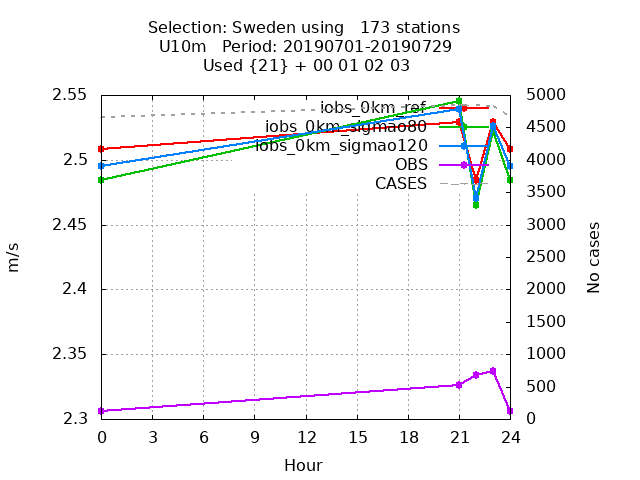 Selection: Sweden using   173 stations
U10m   Period: 20190701-20190729
Used {21} + 00 01 02 03
2.55
2.5
2.45
2.4
2.35
2.3
5000
4500
4000
3500
3000
2500
2000
1500
1000
500
0
iobs_0km_ref
iobs_0km_sigmao80
iobs_0km_sigmao120
OBS
CASES
m/s
No cases
0 3 6 9 12 15 18 21 24
Hour